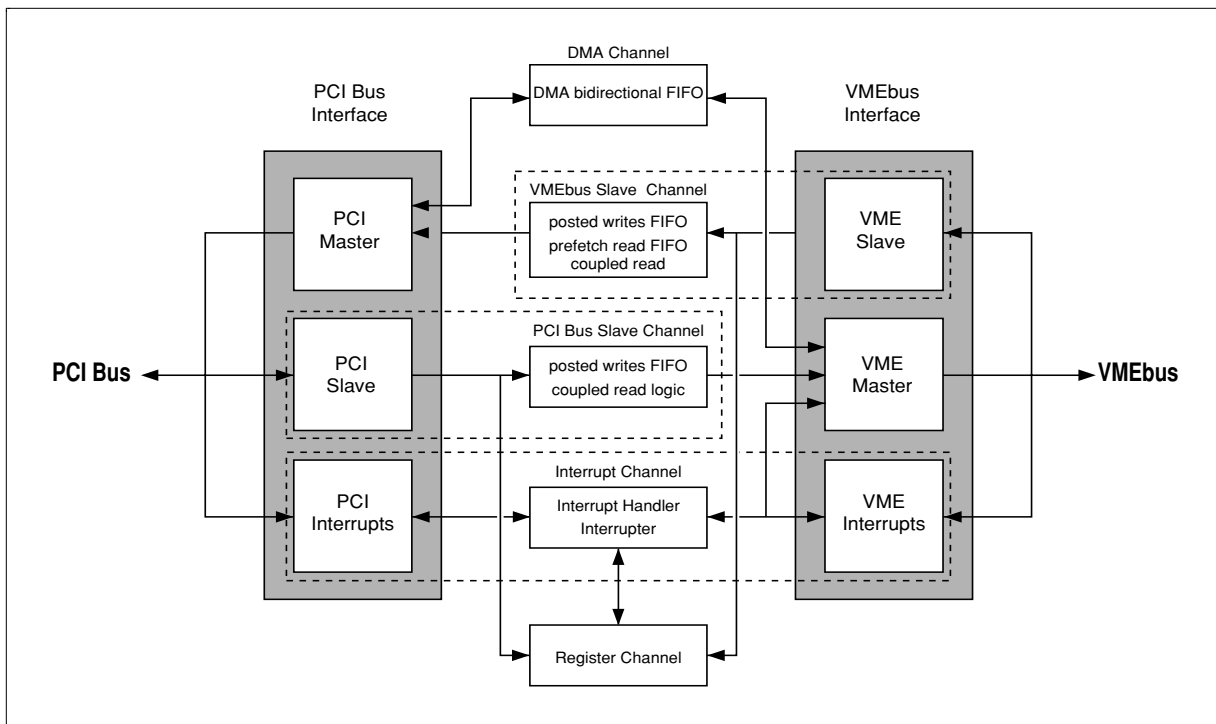 DMA Channel
DMA bidirectional FIFO
PCI Bus
Interface
VMEbus
Interface
PCI
Master
VMEbus Slave Channel
posted writes FIFO
prefetch read FIFO
coupled read
VME
Slave
PCI Bus
PCI
Slave
PCI Bus Slave Channel
posted writes FIFO
coupled read logic
VME
Master
VMEbus
PCI
Interrupts
Interrupt Channel
Interrupt Handler
Interrupter
VME
Interrupts
Register Channel